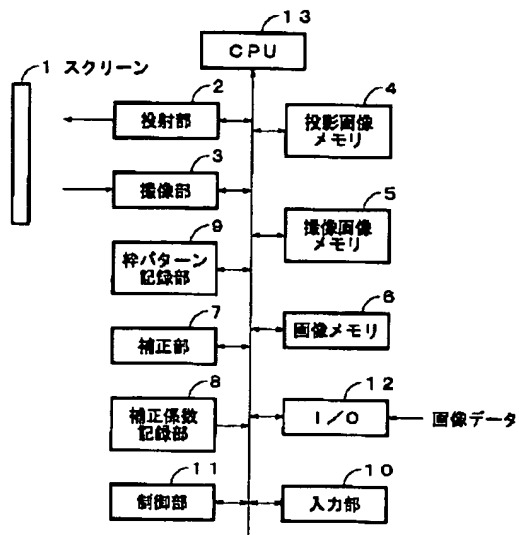 13
CPU
1 スクリーン
2
投射部
4
投影画像
メモリ
3
撮像部
5
撮像画像
メモリ
9
枠パターン
記録部
6
画像メモリ
7
補正部
12
I/O
画像データ
8
補正係数
記録部
11
制御部
10
入力部